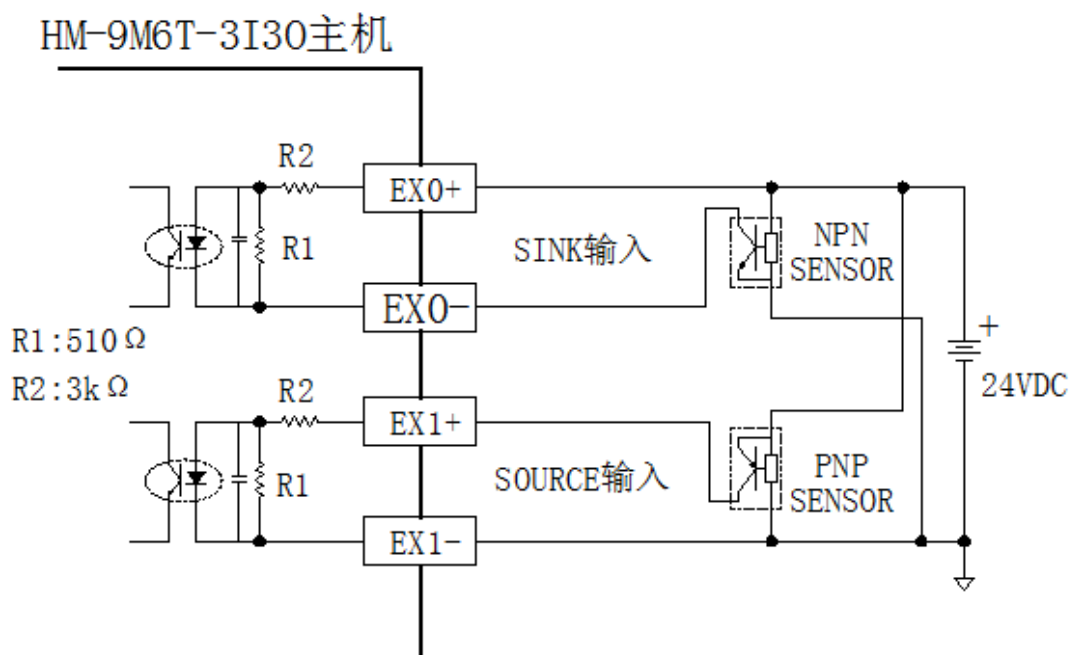 HM-9M6T-3I3O主机
R2
EX0+
R1
SINK输入
NPN
SENSOR
EX0-
R1:510Ω
R2:3kΩ
+
24VDC
R2
EX1+
R1
SOURCE输入
PNP
SENSOR
EX1-